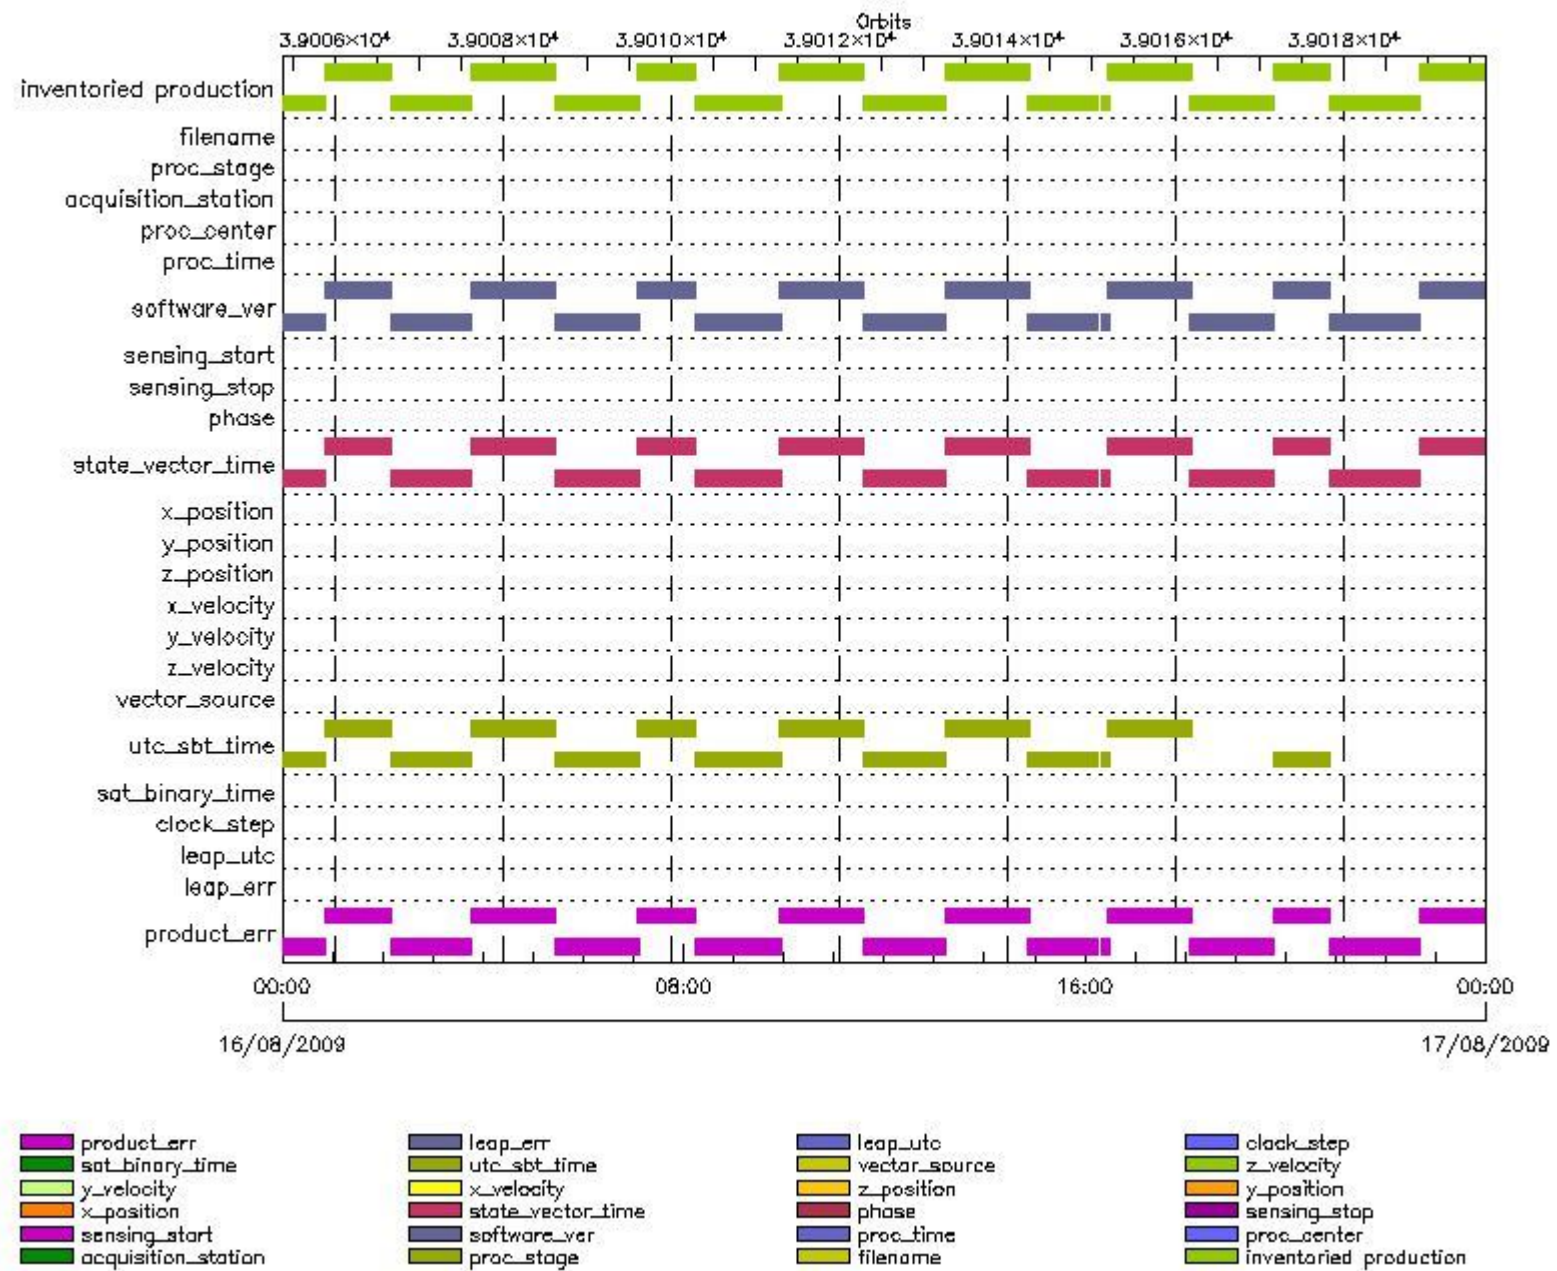 Orbits
3.9006×10⁴ 3.9008×10⁴ 3.9010×10⁴ 3.9012×10⁴ 3.9014×10⁴ 3.9016×10⁴ 3.9018×10⁴
inventoried production
filename
proc_stage
acquisition_station
proc_center
proc_time
software_ver
sensing_start
sensing_stop
phase
state_vector_time
x_position
y_position
z_position
x_velocity
y_velocity
z_velocity
vector_source
utc_sbt_time
sat_binary_time
clock_step
leap_utc
leap_err
product_err
00:00 08:00 16:00 00:00
16/08/2009 17/08/2009
product_err leap_err leap_utc clock_step
sat_binary_time utc_sbt_time vector_source z_velocity
y_velocity x_velocity z_position y_position
x_position state_vector_time phase sensing_stop
sensing_start software_ver proc_time proc_center
acquisition_station proc_stage filename inventoried production